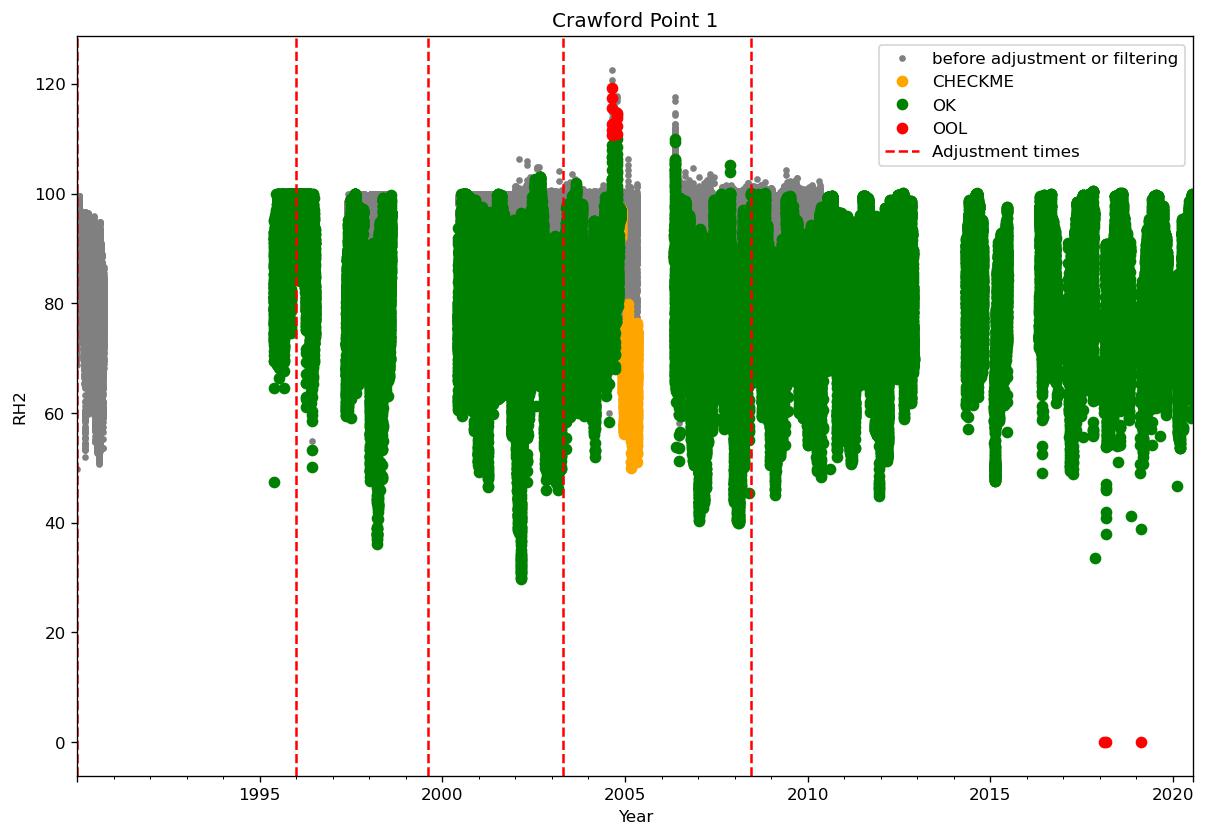 Crawford Point 1
before adjustment or filtering
CHECKME
OK
OOL
Adjustment times
120
100
80
60
40
20
0
RH2
1995
2000
2005
2010
2015
2020
Year